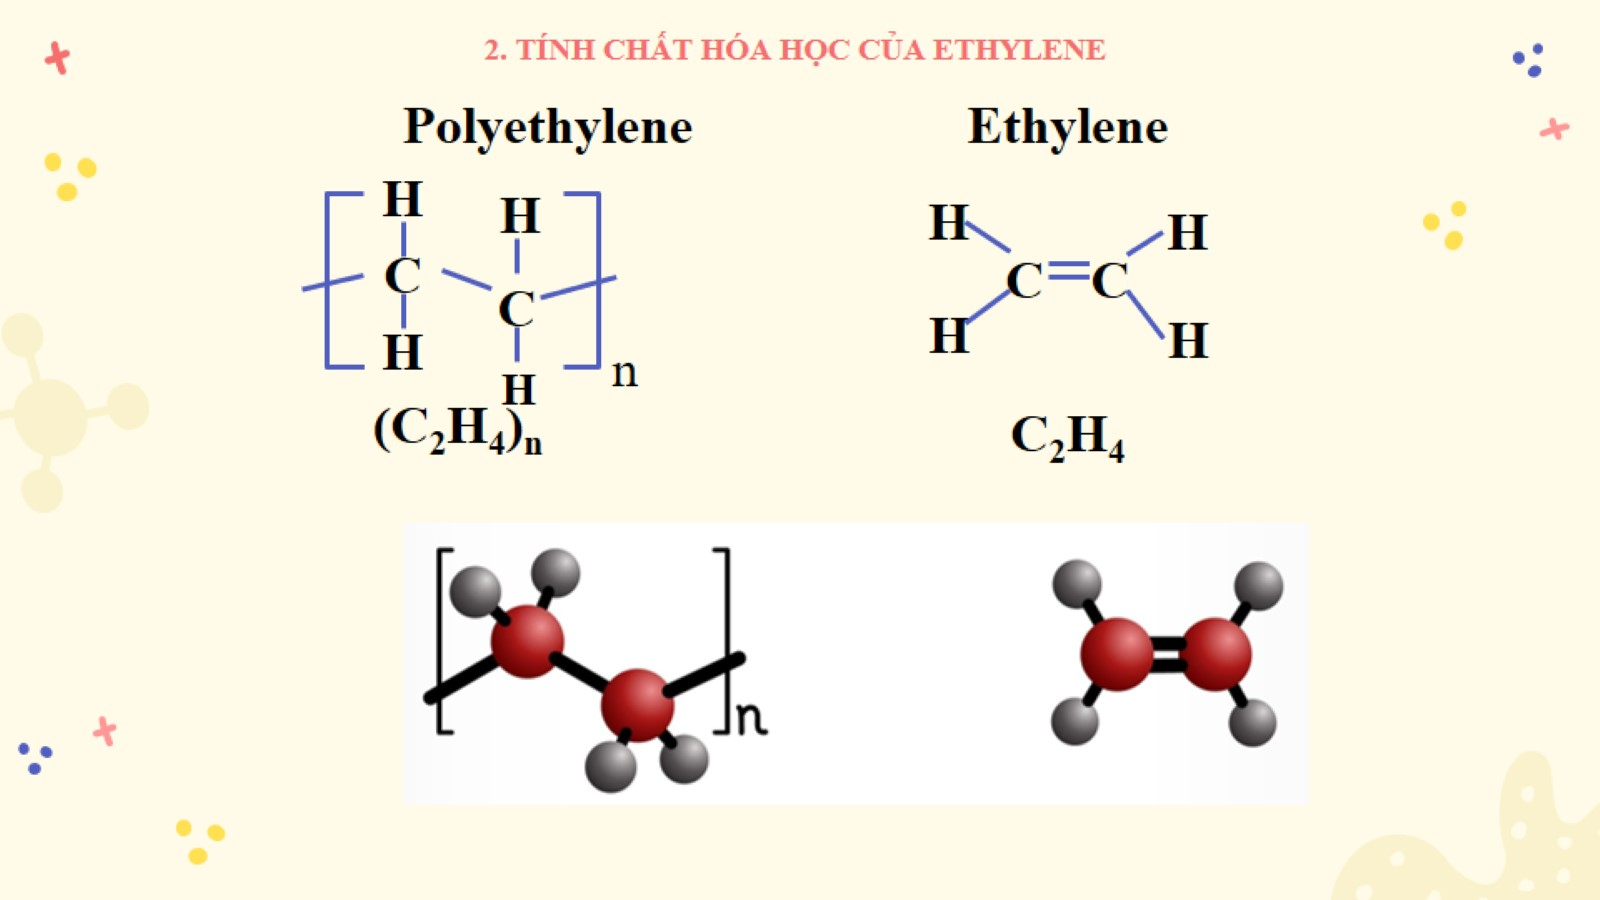 2. TÍNH CHẤT HÓA HỌC CỦA ETHYLENE
Polyethylene
H
H
C
C
H
H
n
(C₂H₄)ₙ
Ethylene
H
H
C
C
H
H
C₂H₄
n